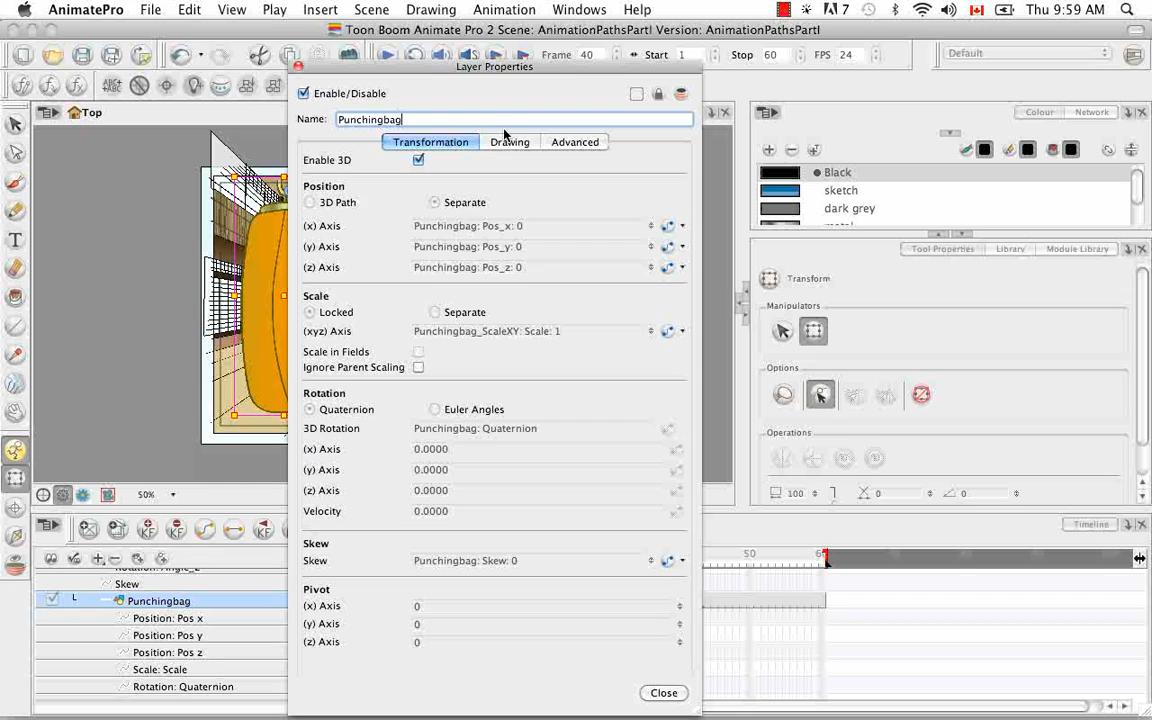 AnimatePro File Edit View Play Insert Scene Drawing Animation Windows Help 7 Thu 9:59 AM
Toon Boom Animate Pro 2 Scene: AnimationPathsPartI Version: AnimationPathsPartI
Frame 40 Start 1 Stop 60 FPS 24 Default
Layer Properties
Enable/Disable
Name: Punchingbag
Transformation Drawing Advanced
Enable 3D
Position
3D Path Separate
(x) Axis Punchingbag: Pos_x: 0
(y) Axis Punchingbag: Pos_y: 0
(z) Axis Punchingbag: Pos_z: 0
Scale
Locked Separate
(xyz) Axis Punchingbag_ScaleXY: Scale: 1
Scale in Fields
Ignore Parent Scaling
Rotation
Quaternion Euler Angles
3D Rotation Punchingbag: Quaternion
(x) Axis 0.0000
(y) Axis 0.0000
(z) Axis 0.0000
Velocity 0.0000
Skew
Skew Punchingbag: Skew: 0
Pivot
(x) Axis 0
(y) Axis 0
(z) Axis 0
Close
Top
50%
Colour Network
Black
sketch
dark grey
Tool Properties Library Module Library
Transform
Manipulators
Options
Operations
100 0 0
Timeline
50
Skew
Punchingbag
Position: Pos x
Position: Pos y
Position: Pos z
Scale: Scale
Rotation: Quaternion